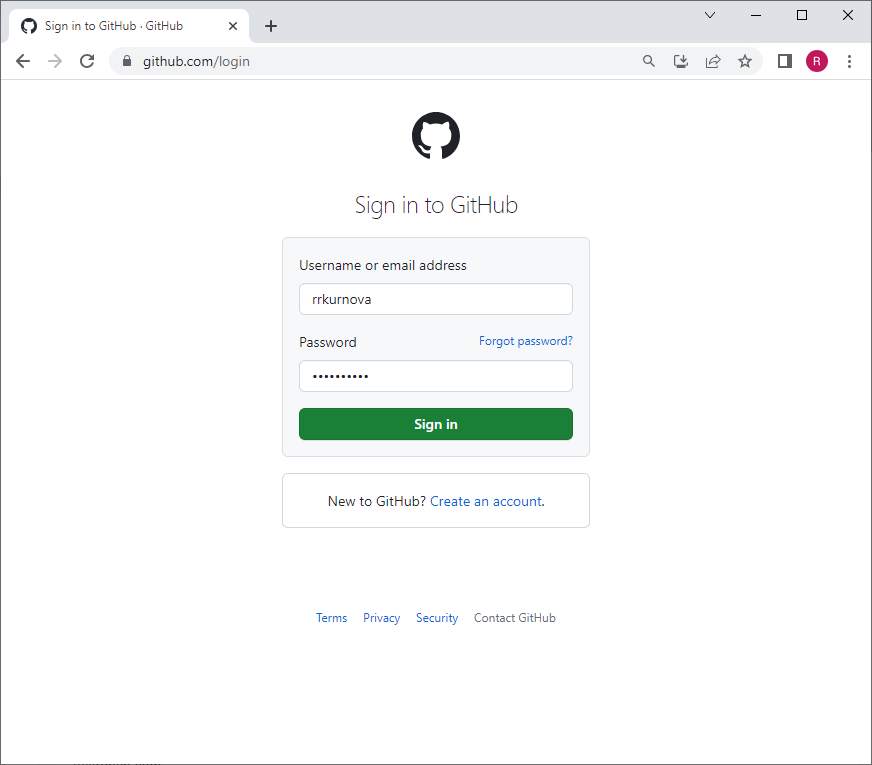 Sign in to GitHub · GitHub
github.com/login
R
Sign in to GitHub
Username or email address
rrkurnova
Password Forgot password?
••••••••••
Sign in
New to GitHub? Create an account.
Terms Privacy Security Contact GitHub